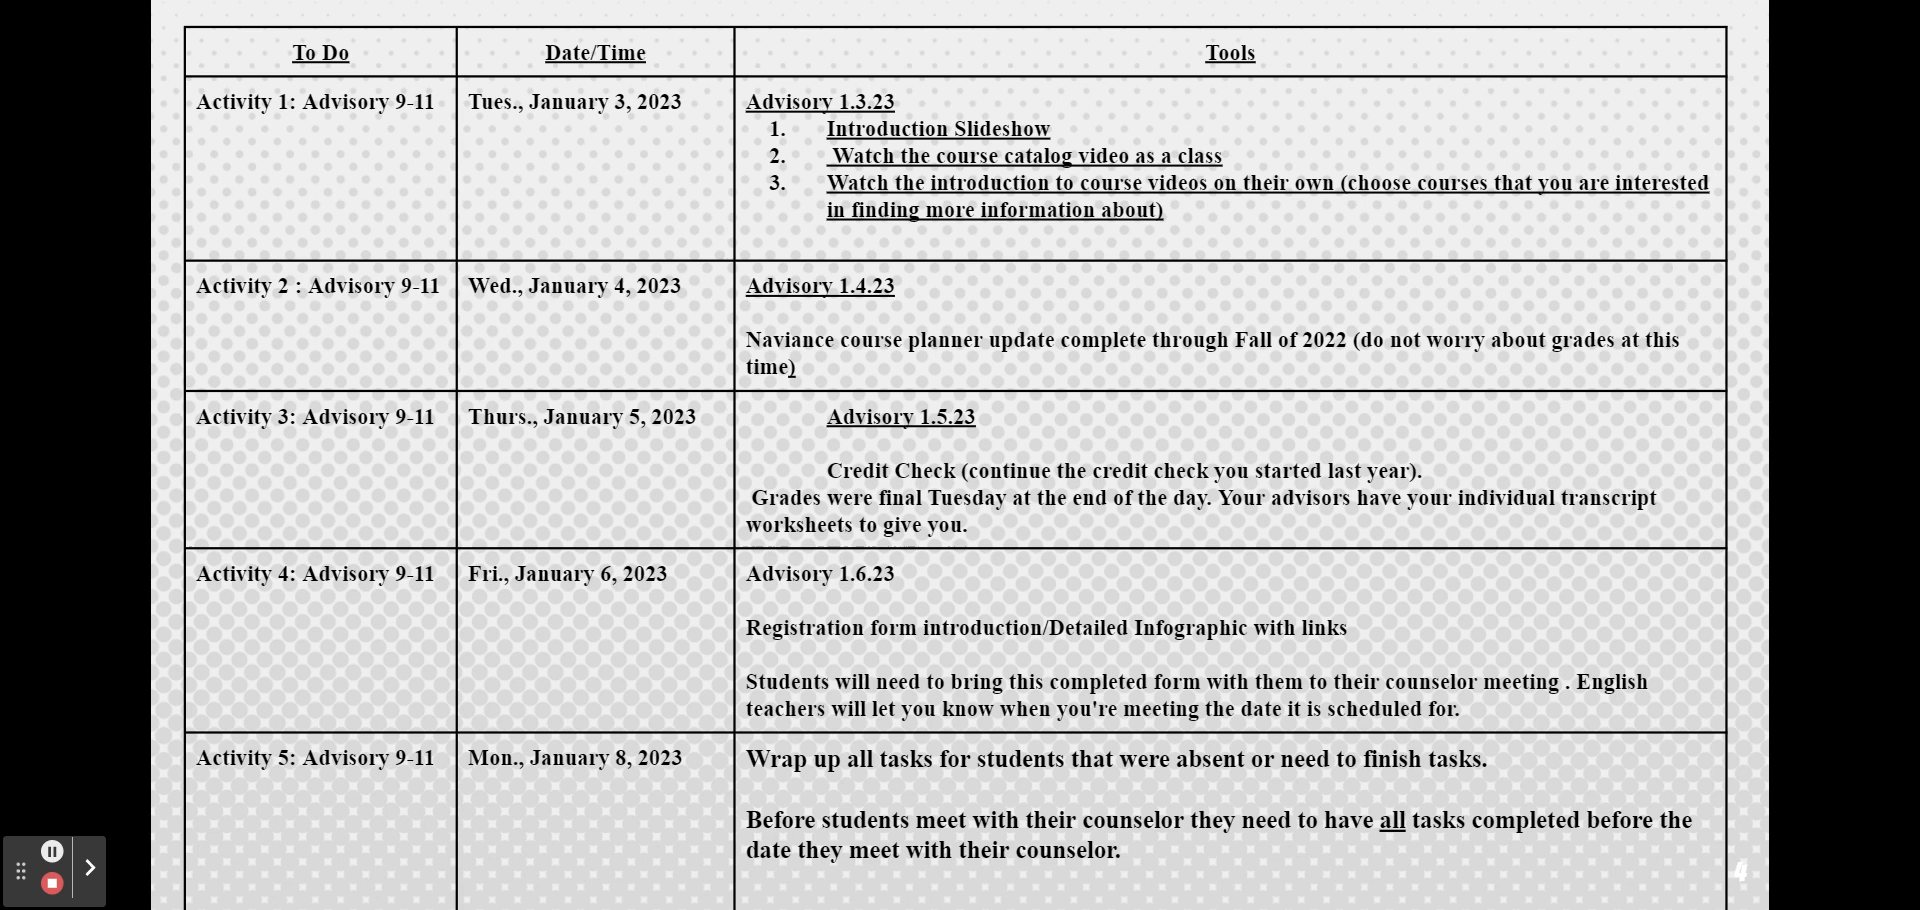 To Do
Date/Time
Tools
Activity 1: Advisory 9-11
Tues., January 3, 2023
Advisory 1.3.23
1. Introduction Slideshow
2. Watch the course catalog video as a class
3. Watch the introduction to course videos on their own (choose courses that you are interested
in finding more information about)
Activity 2 : Advisory 9-11
Wed., January 4, 2023
Advisory 1.4.23
Naviance course planner update complete through Fall of 2022 (do not worry about grades at this
time)
Activity 3: Advisory 9-11
Thurs., January 5, 2023
Advisory 1.5.23
Credit Check (continue the credit check you started last year).
Grades were final Tuesday at the end of the day. Your advisors have your individual transcript
worksheets to give you.
Activity 4: Advisory 9-11
Fri., January 6, 2023
Advisory 1.6.23
Registration form introduction/Detailed Infographic with links
Students will need to bring this completed form with them to their counselor meeting . English
teachers will let you know when you're meeting the date it is scheduled for.
Activity 5: Advisory 9-11
Mon., January 8, 2023
Wrap up all tasks for students that were absent or need to finish tasks.
Before students meet with their counselor they need to have all tasks completed before the
date they meet with their counselor.
4